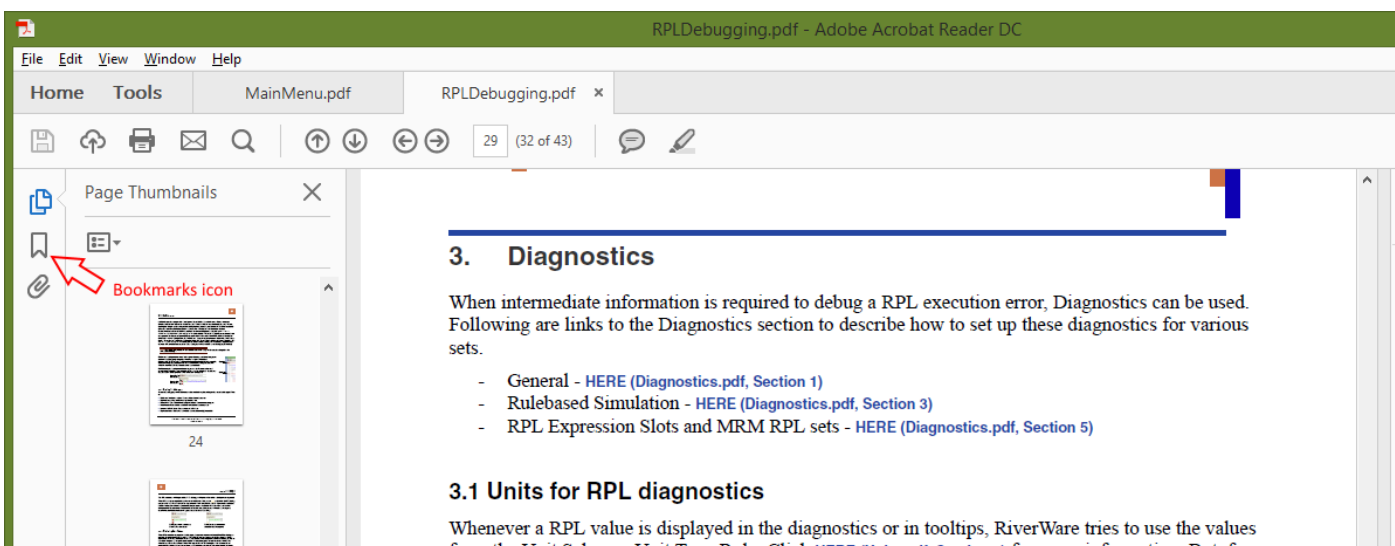 RPLDebugging.pdf - Adobe Acrobat Reader DC
File Edit View Window Help
Home Tools MainMenu.pdf RPLDebugging.pdf ×
29 (32 of 43)
Page Thumbnails
Bookmarks icon
24
3. Diagnostics
When intermediate information is required to debug a RPL execution error, Diagnostics can be used.
Following are links to the Diagnostics section to describe how to set up these diagnostics for various
sets.
- General - HERE (Diagnostics.pdf, Section 1)
- Rulebased Simulation - HERE (Diagnostics.pdf, Section 3)
- RPL Expression Slots and MRM RPL sets - HERE (Diagnostics.pdf, Section 5)
3.1 Units for RPL diagnostics
Whenever a RPL value is displayed in the diagnostics or in tooltips, RiverWare tries to use the values